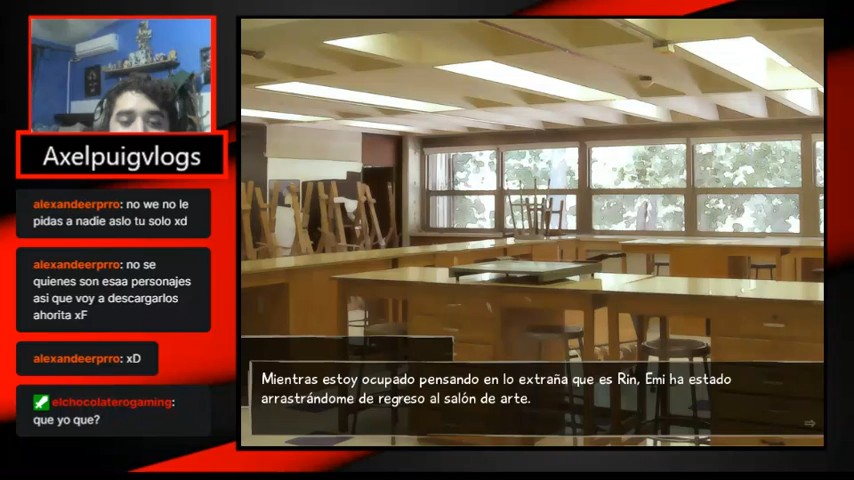 Axelpuigvlogs
alexandeerprro: no we no le
pidas a nadie aslo tu solo xd
alexandeerprro: no se
quienes son esaa personajes
asi que voy a descargarlos
ahorita xF
alexandeerprro: xD
elchocolaterogaming:
que yo que?
Mientras estoy ocupado pensando en lo extraña que es Rin, Emi ha estado
arrastrándome de regreso al salón de arte.